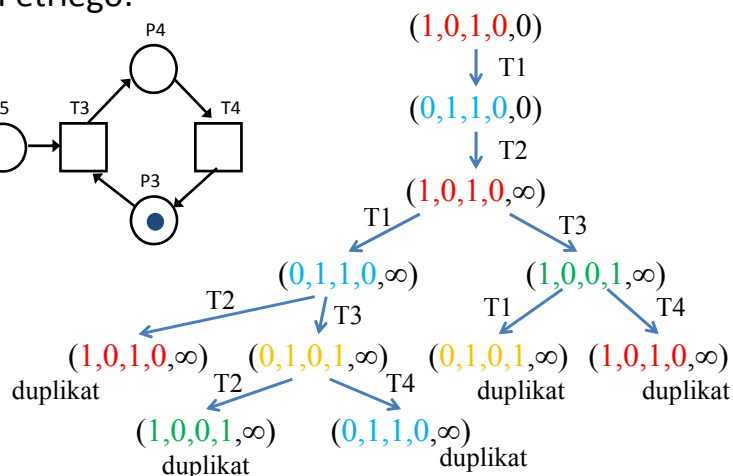 P4
5
T3
T4
P3
(1,0,1,0,0)
T1
(0,1,1,0,0)
T2
(1,0,1,0,∞)
T1
T3
(0,1,1,0,∞)
(1,0,0,1,∞)
T2
T3
T1
T4
(1,0,1,0,∞)
(0,1,0,1,∞)
(0,1,0,1,∞)
(1,0,1,0,∞)
duplikat
duplikat
duplikat
T2
T4
(1,0,0,1,∞)
(0,1,1,0,∞)
duplikat
duplikat